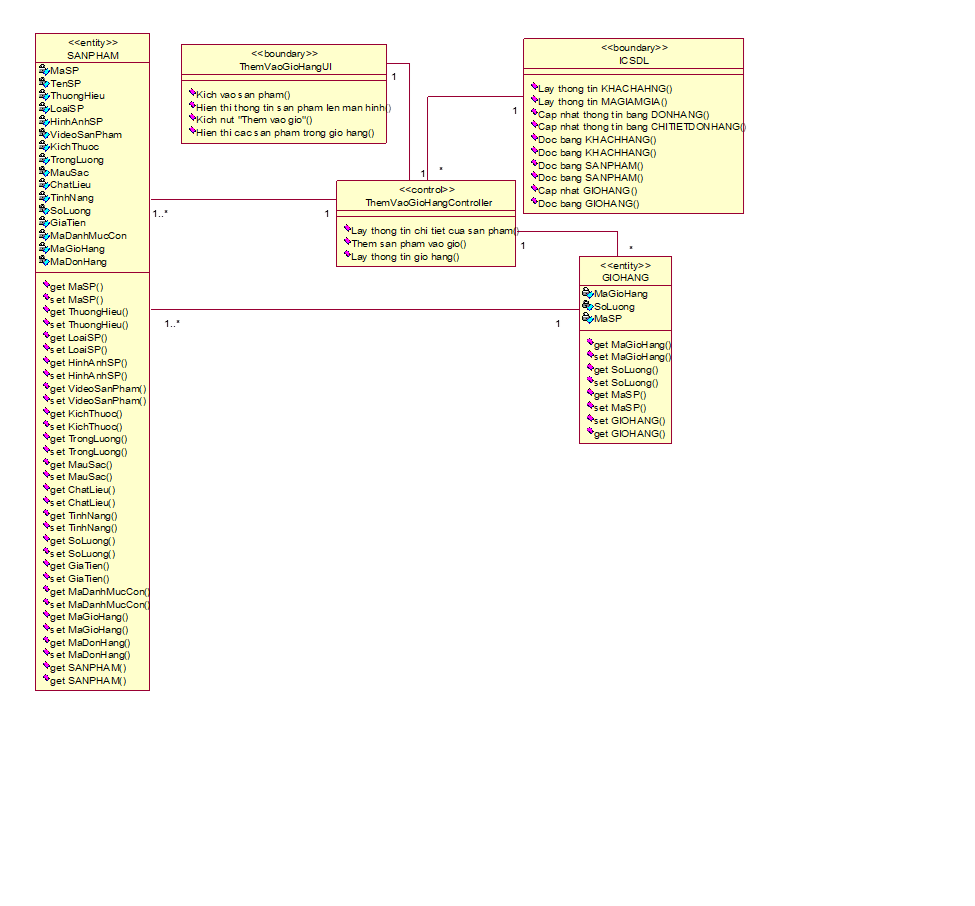 <<entity>>
SANPHAM
MaSP
TenSP
ThuongHieu
LoaiSP
HinhAnhSP
VideoSanPham
KichThuoc
TrongLuong
MauSac
ChatLieu
TinhNang
SoLuong
GiaTien
MaDanhMucCon
MaGioHang
MaDonHang
get MaSP()
set MaSP()
get ThuongHieu()
set ThuongHieu()
get LoaiSP()
set LoaiSP()
get HinhAnhSP()
set HinhAnhSP()
get VideoSanPham()
set VideoSanPham()
get KichThuoc()
set KichThuoc()
get TrongLuong()
set TrongLuong()
get MauSac()
set MauSac()
get ChatLieu()
set ChatLieu()
get TinhNang()
set TinhNang()
get SoLuong()
set SoLuong()
get GiaTien()
set GiaTien()
get MaDanhMucCon()
set MaDanhMucCon()
get MaGioHang()
set MaGioHang()
get MaDonHang()
set MaDonHang()
get SANPHAM()
get SANPHAM()
<<boundary>>
ThemVaoGioHangUI
Kich vao san pham()
Hien thi thong tin san pham len man hinh()
Kich nut "Them vao gio"()
Hien thi cac san pham trong gio hang()
1
1
<<boundary>>
ICSDL
Lay thong tin KHACHAHNG()
Lay thong tin MAGIAMGIA()
Cap nhat thong tin bang DONHANG()
Cap nhat thong tin bang CHITIETDONHANG()
Doc bang KHACHHANG()
Doc bang KHACHHANG()
Doc bang SANPHAM()
Doc bang SANPHAM()
Cap nhat GIOHANG()
Doc bang GIOHANG()
1
*
<<control>>
ThemVaoGioHangController
Lay thong tin chi tiet cua san pham()
Them san pham vao gio()
Lay thong tin gio hang()
1..*
1
1
*
<<entity>>
GIOHANG
MaGioHang
SoLuong
MaSP
get MaGioHang()
set MaGioHang()
get SoLuong()
set SoLuong()
get MaSP()
set MaSP()
set GIOHANG()
get GIOHANG()
1..*
1